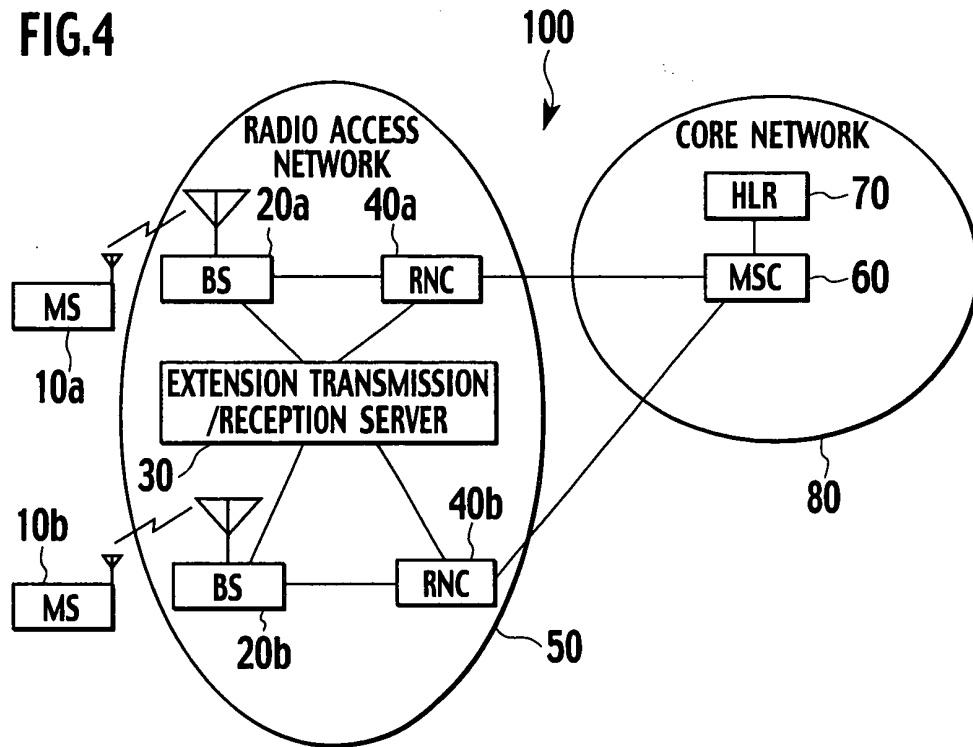 FIG.4
100
RADIO ACCESS
NETWORK
CORE NETWORK
20a
40a
HLR
70
BS
RNC
MSC
60
MS
10a
EXTENSION TRANSMISSION
/RECEPTION SERVER
30
80
10b
40b
MS
BS
RNC
20b
50